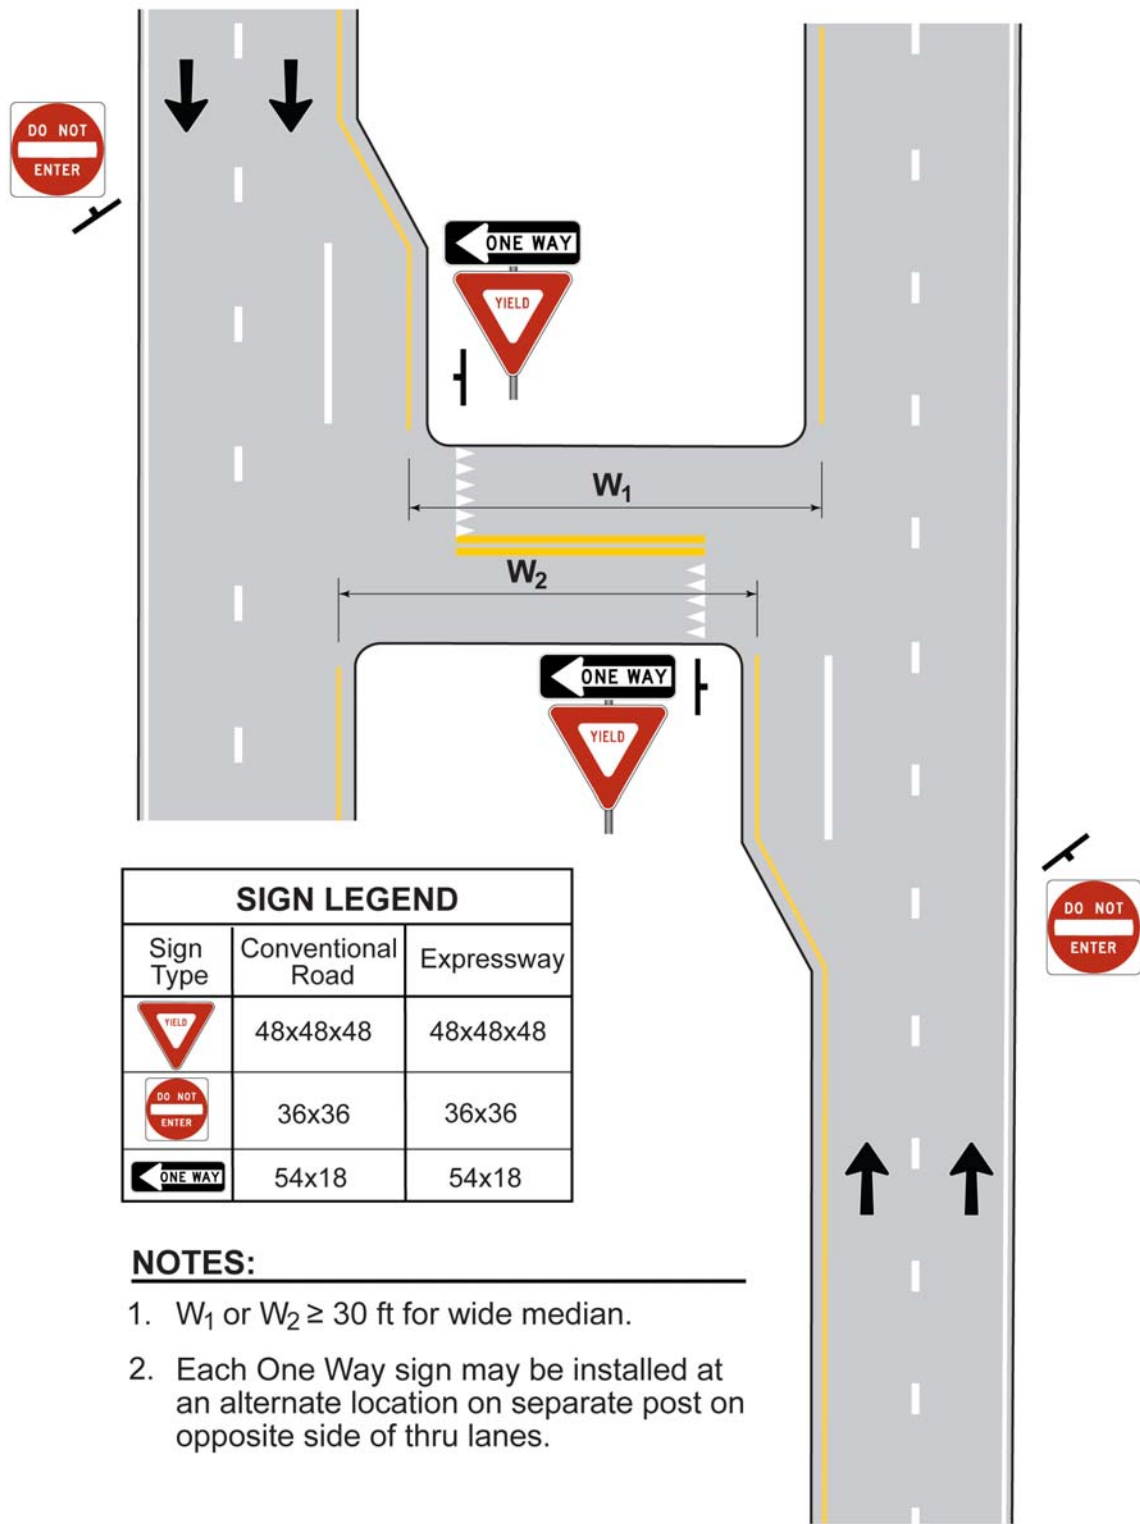 DO NOT
ENTER
ONE WAY
YIELD
W₁
W₂
ONE WAY
YIELD
SIGN LEGEND
Sign Type Conventional Road Expressway
YIELD 48x48x48 48x48x48
DO NOT ENTER 36x36 36x36
ONE WAY 54x18 54x18
DO NOT
ENTER
NOTES:
1. W₁ or W₂ ≥ 30 ft for wide median.
2. Each One Way sign may be installed at
an alternate location on separate post on
opposite side of thru lanes.